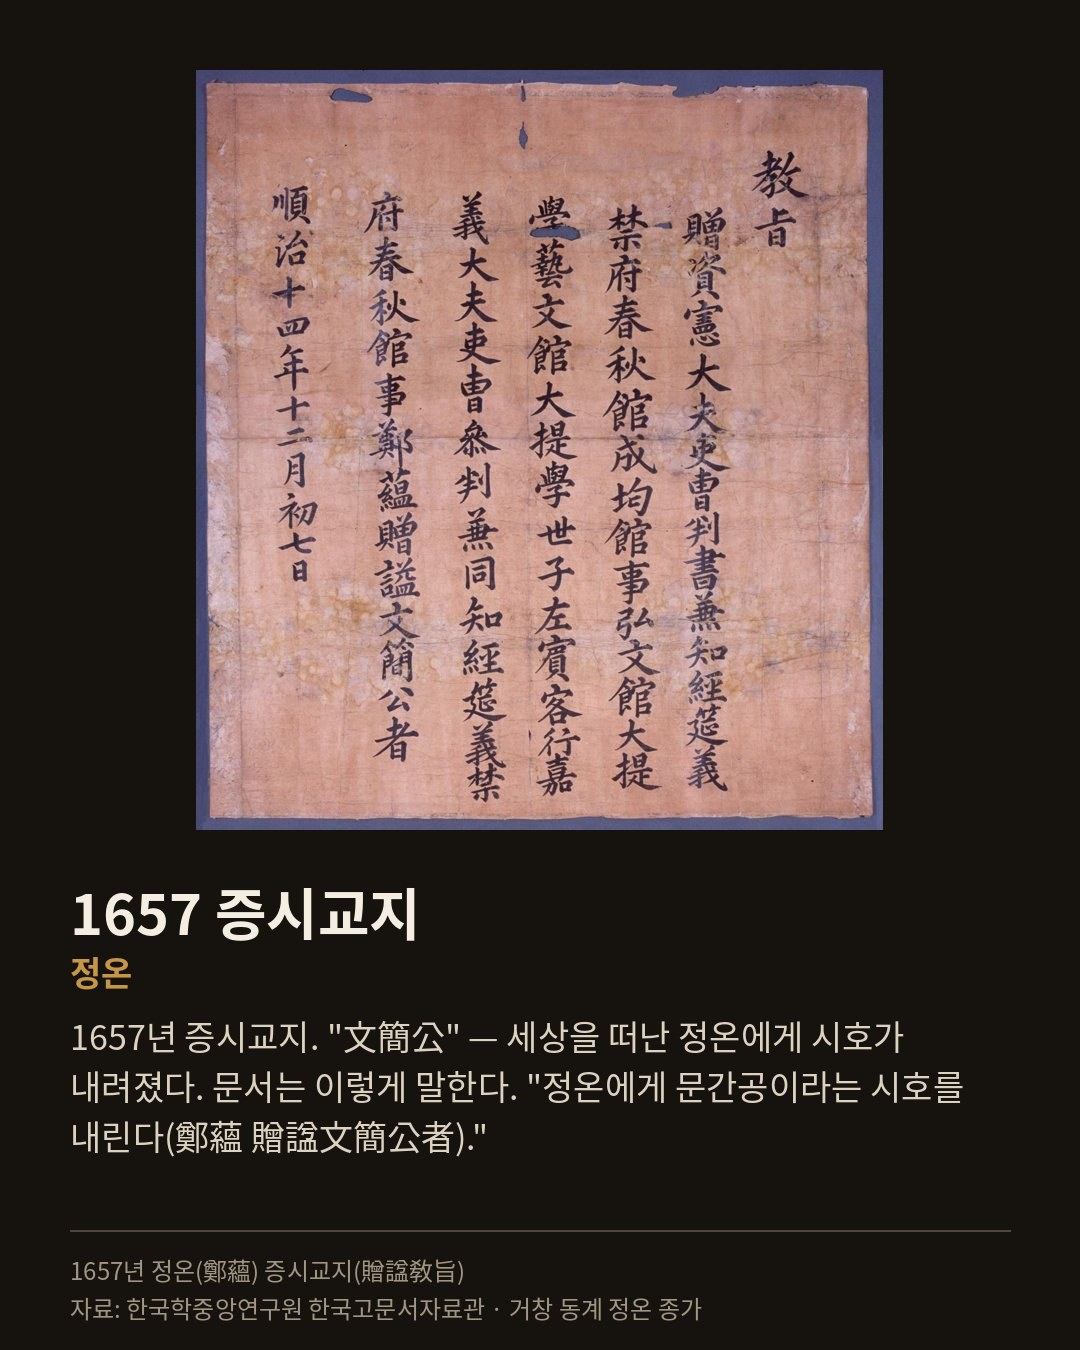 敎旨
贈資憲大夫吏曹判書兼知經筵義
禁府春秋館成均館事弘文館大提
學藝文館大提學世子左賓客行嘉
義大夫吏曹叅判兼同知經筵義禁
府春秋館事鄭蘊贈諡文簡公者
順治十四年十二月初七日
1657 증시교지
정온
1657년 증시교지. "文簡公" — 세상을 떠난 정온에게 시호가
내려졌다. 문서는 이렇게 말한다. "정온에게 문간공이라는 시호를
내린다(鄭蘊 贈諡文簡公者)."
1657년 정온(鄭蘊) 증시교지(贈諡敎旨)
자료: 한국학중앙연구원 한국고문서자료관 · 거창 동계 정온 종가